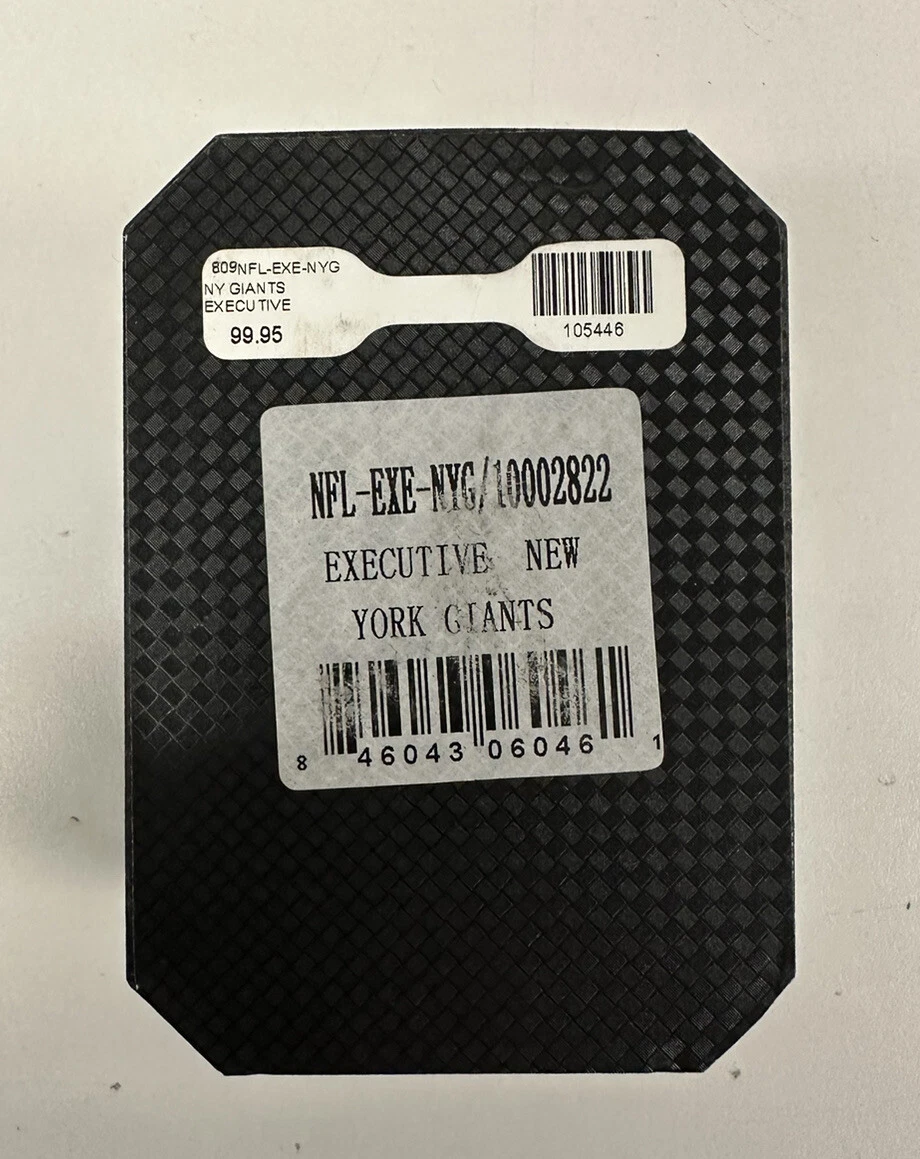 809NFL-EXE-NYG
NY GIANTS
EXECUTIVE
99.95
105446
NFL-EXE-NYG/10002822
EXECUTIVE NEW
YORK GIANTS
8 46043 06046 1